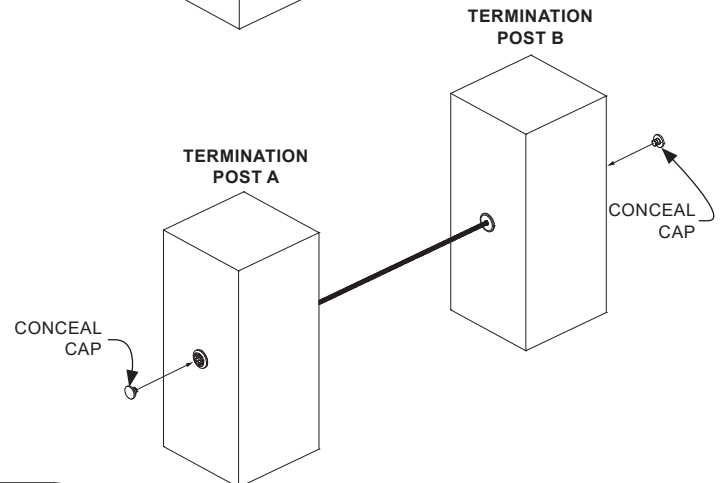 TERMINATION
POST B
TERMINATION
POST A
CONCEAL
CAP
CONCEAL
CAP